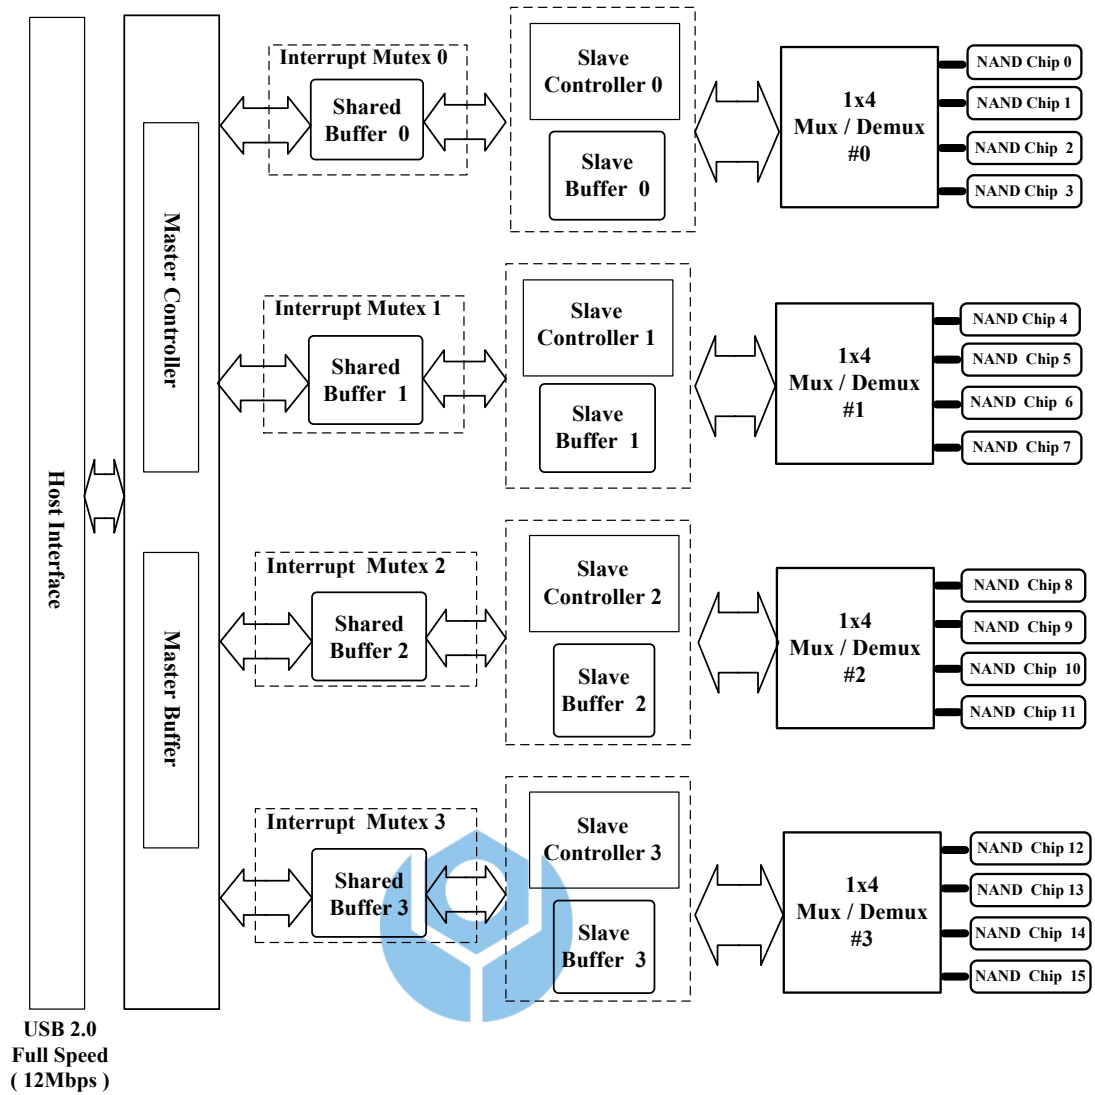 Host Interface
USB 2.0
Full Speed
( 12Mbps )
Master Controller
Master Buffer
Interrupt Mutex 0
Shared
Buffer 0
Slave
Controller 0
Slave
Buffer 0
1x4
Mux / Demux
#0
NAND Chip 0
NAND Chip 1
NAND Chip 2
NAND Chip 3
Interrupt Mutex 1
Shared
Buffer 1
Slave
Controller 1
Slave
Buffer 1
1x4
Mux / Demux
#1
NAND Chip 4
NAND Chip 5
NAND Chip 6
NAND Chip 7
Interrupt Mutex 2
Shared
Buffer 2
Slave
Controller 2
Slave
Buffer 2
1x4
Mux / Demux
#2
NAND Chip 8
NAND Chip 9
NAND Chip 10
NAND Chip 11
Interrupt Mutex 3
Shared
Buffer 3
Slave
Controller 3
Slave
Buffer 3
1x4
Mux / Demux
#3
NAND Chip 12
NAND Chip 13
NAND Chip 14
NAND Chip 15